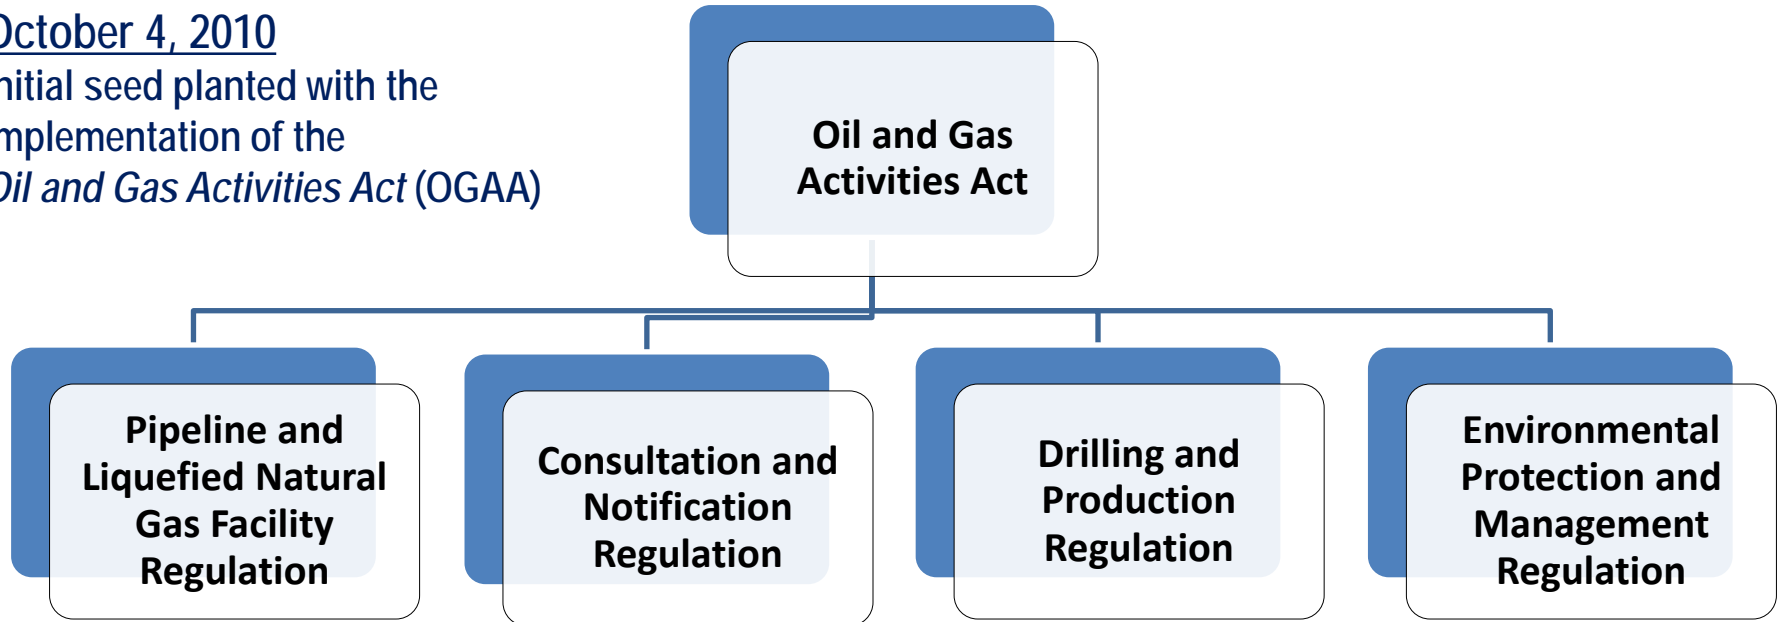 October 4, 2010
nitial seed planted with the
mplementation of the
Oil and Gas Activities Act (OGAA)
Oil and Gas
Activities Act
Pipeline and
Liquefied Natural
Gas Facility
Regulation
Consultation and
Notification
Regulation
Drilling and
Production
Regulation
Environmental
Protection and
Management
Regulation